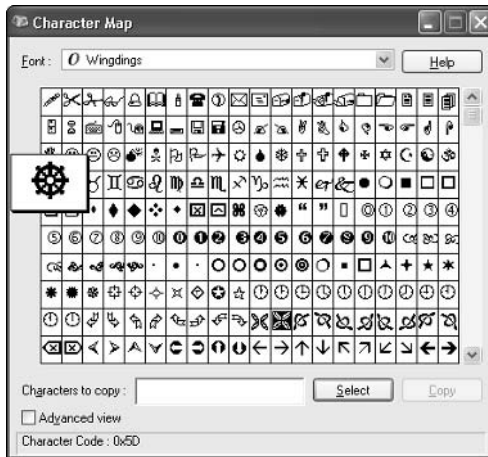 Character Map
Font : Wingdings Help
Characters to copy : Select Copy
Advanced view
Character Code : 0x5D